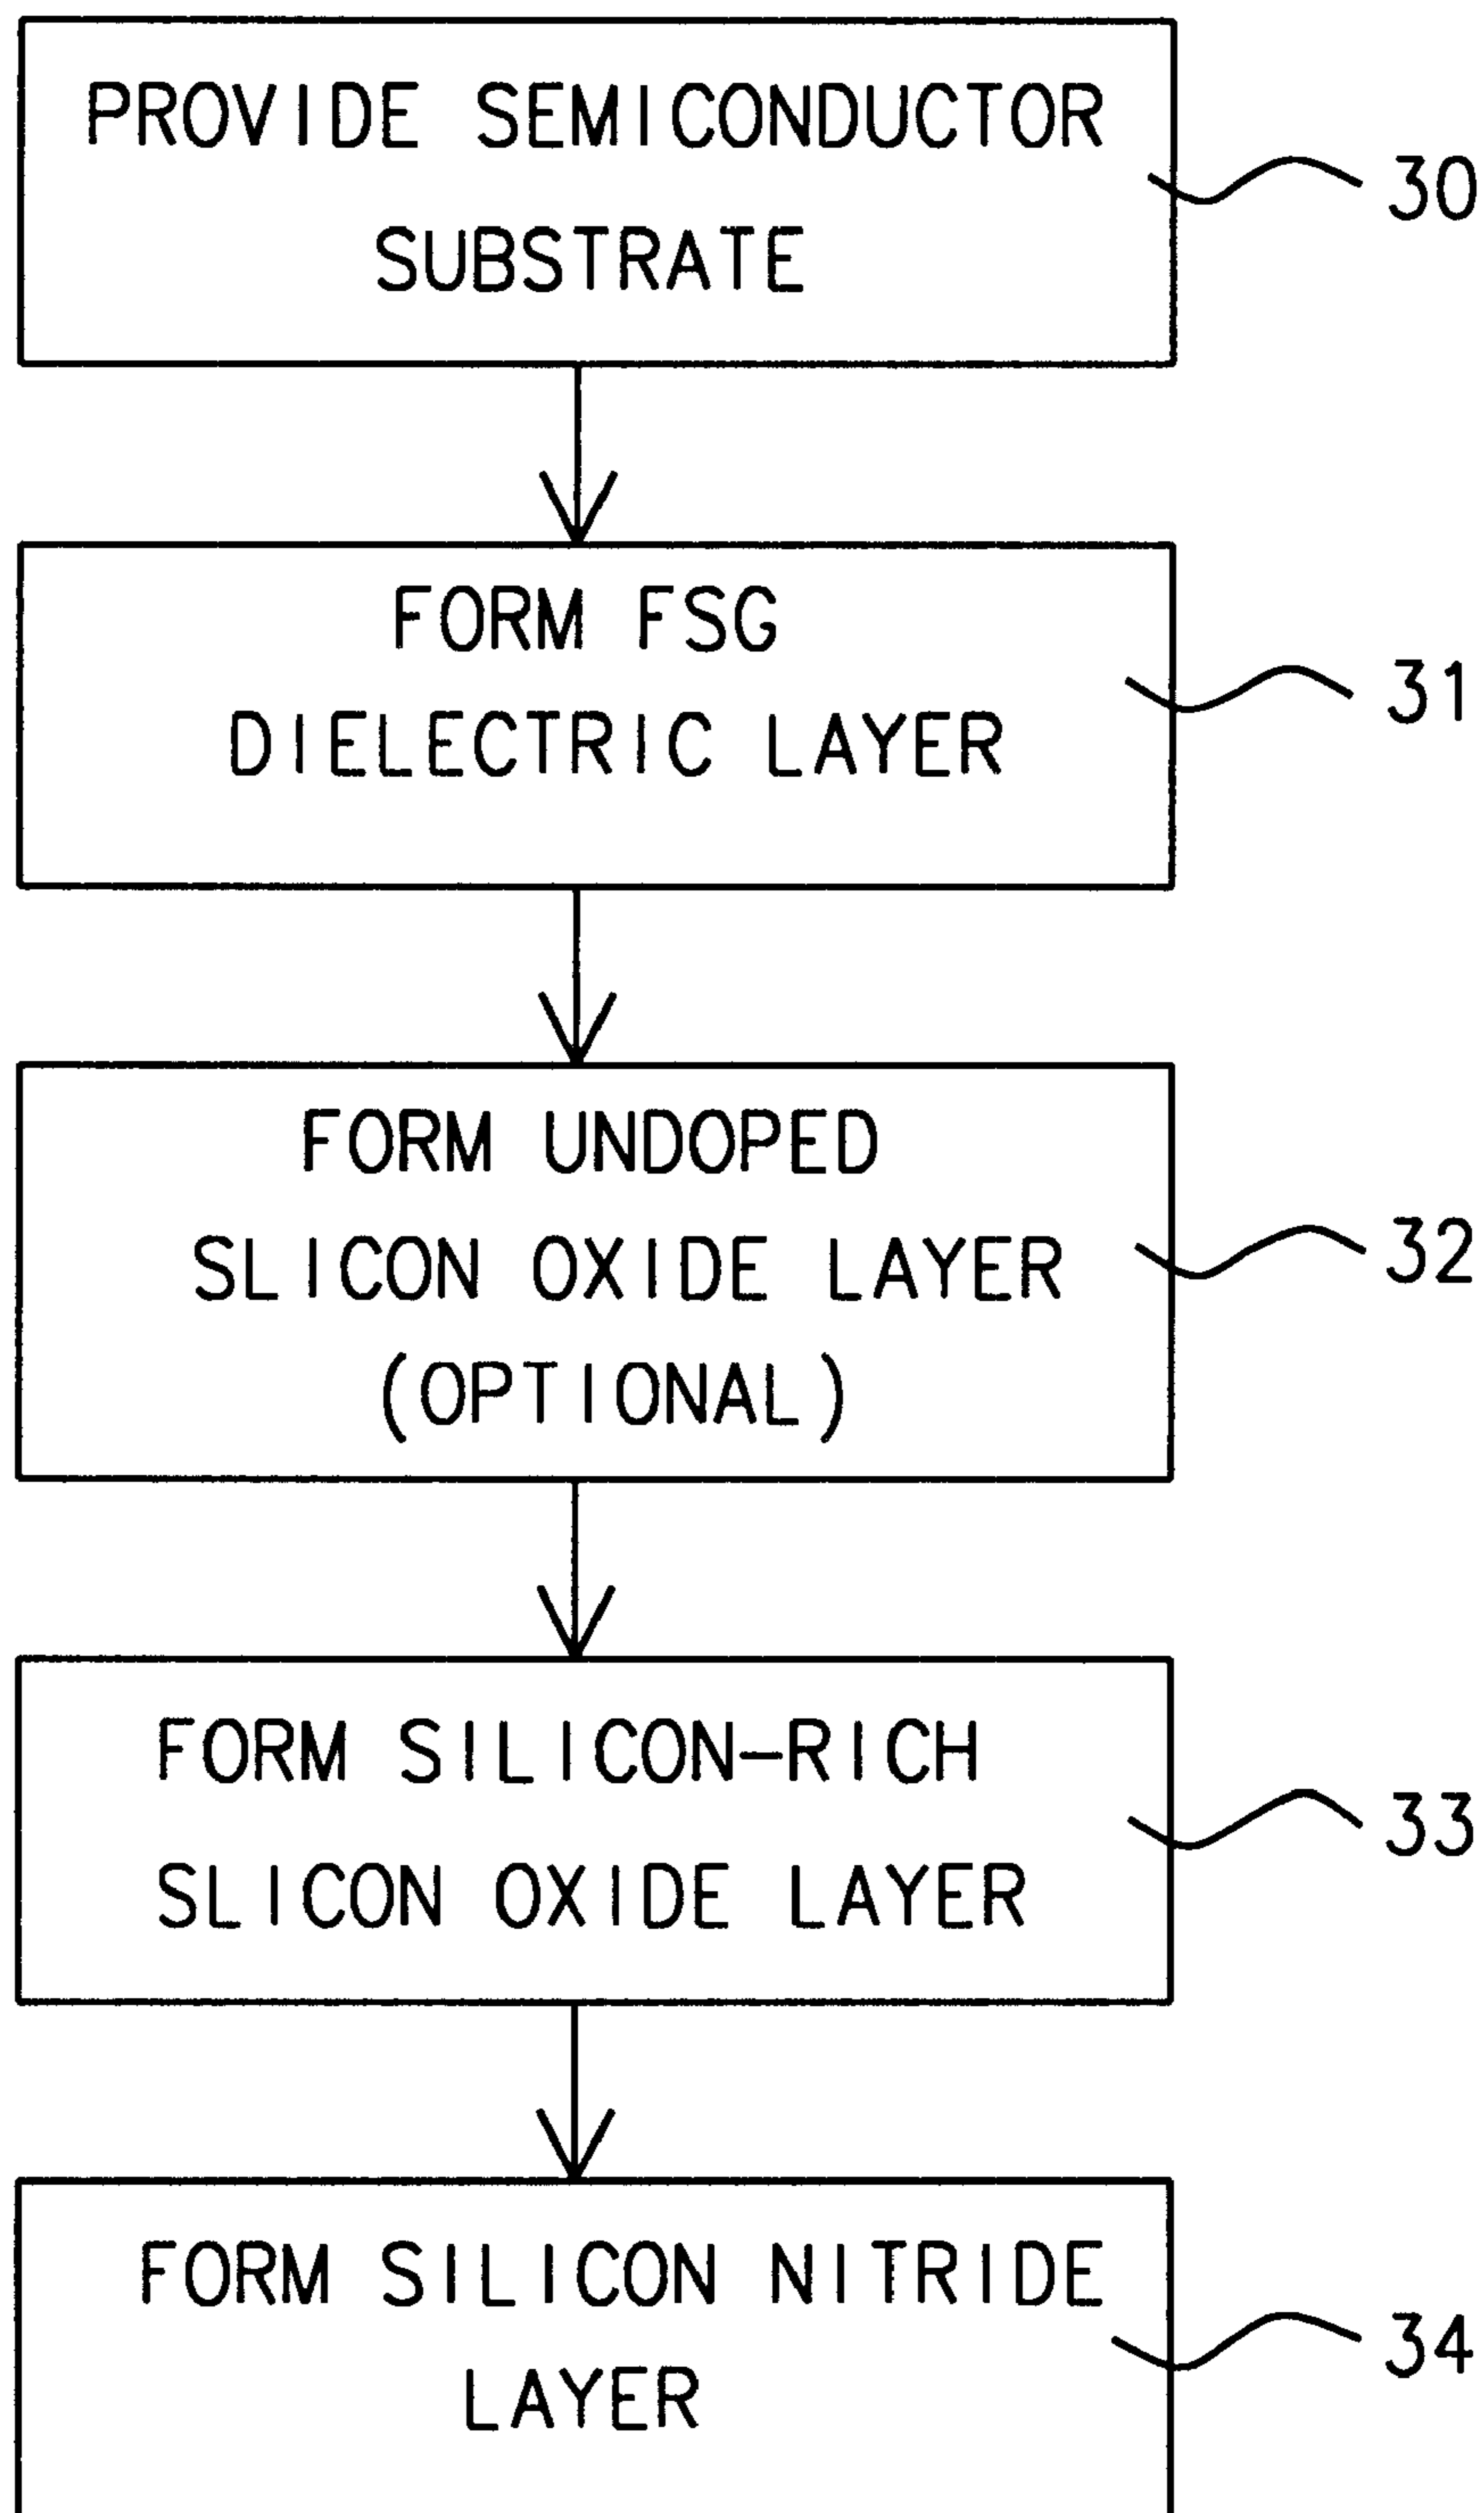 PROVIDE SEMICONDUCTOR
SUBSTRATE
30
FORM FSG
DIELECTRIC LAYER
31
FORM UNDOPED
SLICON OXIDE LAYER
(OPTIONAL)
32
FORM SILICON-RICH
SLICON OXIDE LAYER
33
FORM SILICON NITRIDE
LAYER
34